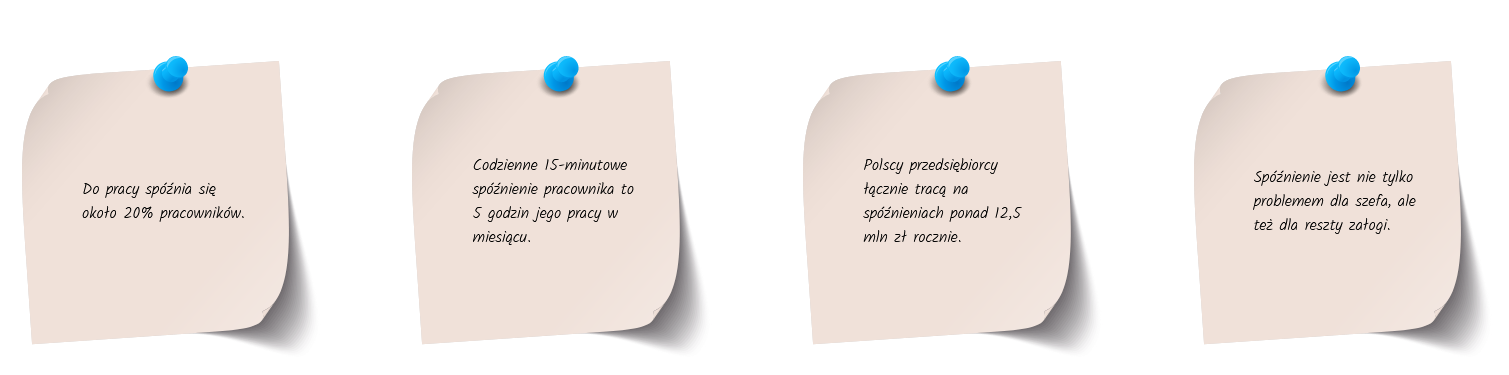 Do pracy spóźnia się
około 20% pracowników.
Codzienne 15-minutowe
spóźnienie pracownika to
5 godzin jego pracy w
miesiącu.
Polscy przedsiębiorcy
łącznie tracą na
spóźnieniach ponad 12,5
mln zł rocznie.
Spóźnienie jest nie tylko
problemem dla szefa, ale
też dla reszty załogi.